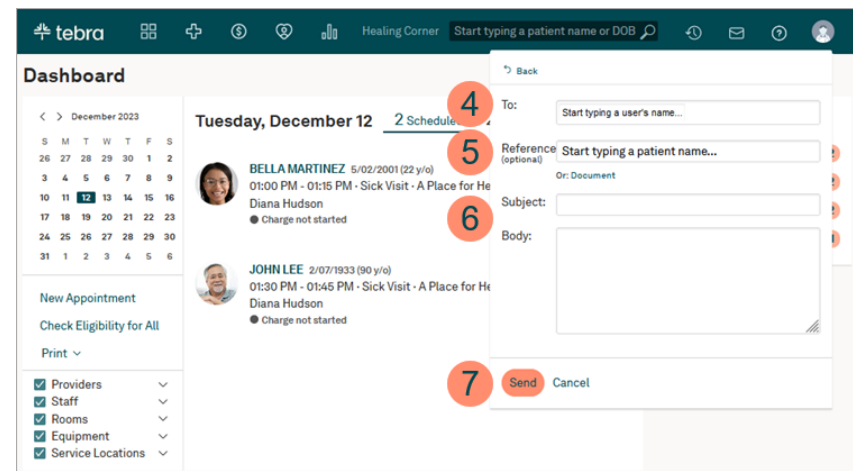 tebra
Healing Corner
Start typing a patient name or DOB
Dashboard
December 2023
S M T W T F S
26 27 28 29 30 1 2
3 4 5 6 7 8 9
10 11 12 13 14 15 16
17 18 19 20 21 22 23
24 25 26 27 28 29 30
31 1 2 3 4 5 6
New Appointment
Check Eligibility for All
Print
Providers
Staff
Rooms
Equipment
Service Locations
Tuesday, December 12
2
BELLA MARTINEZ 5/02/2001 (22 y/o)
01:00 PM - 01:15 PM · Sick Visit · A Place for
Diana Hudson
Charge not started
JOHN LEE 2/07/1933 (90 y/o)
01:30 PM - 01:45 PM · Sick Visit · A Place for
Diana Hudson
Charge not started
Back
4
To:
Start typing a user's name...
5
Reference
(optional)
Start typing a patient name...
Or: Document
6
Subject:
Body:
7
Send
Cancel